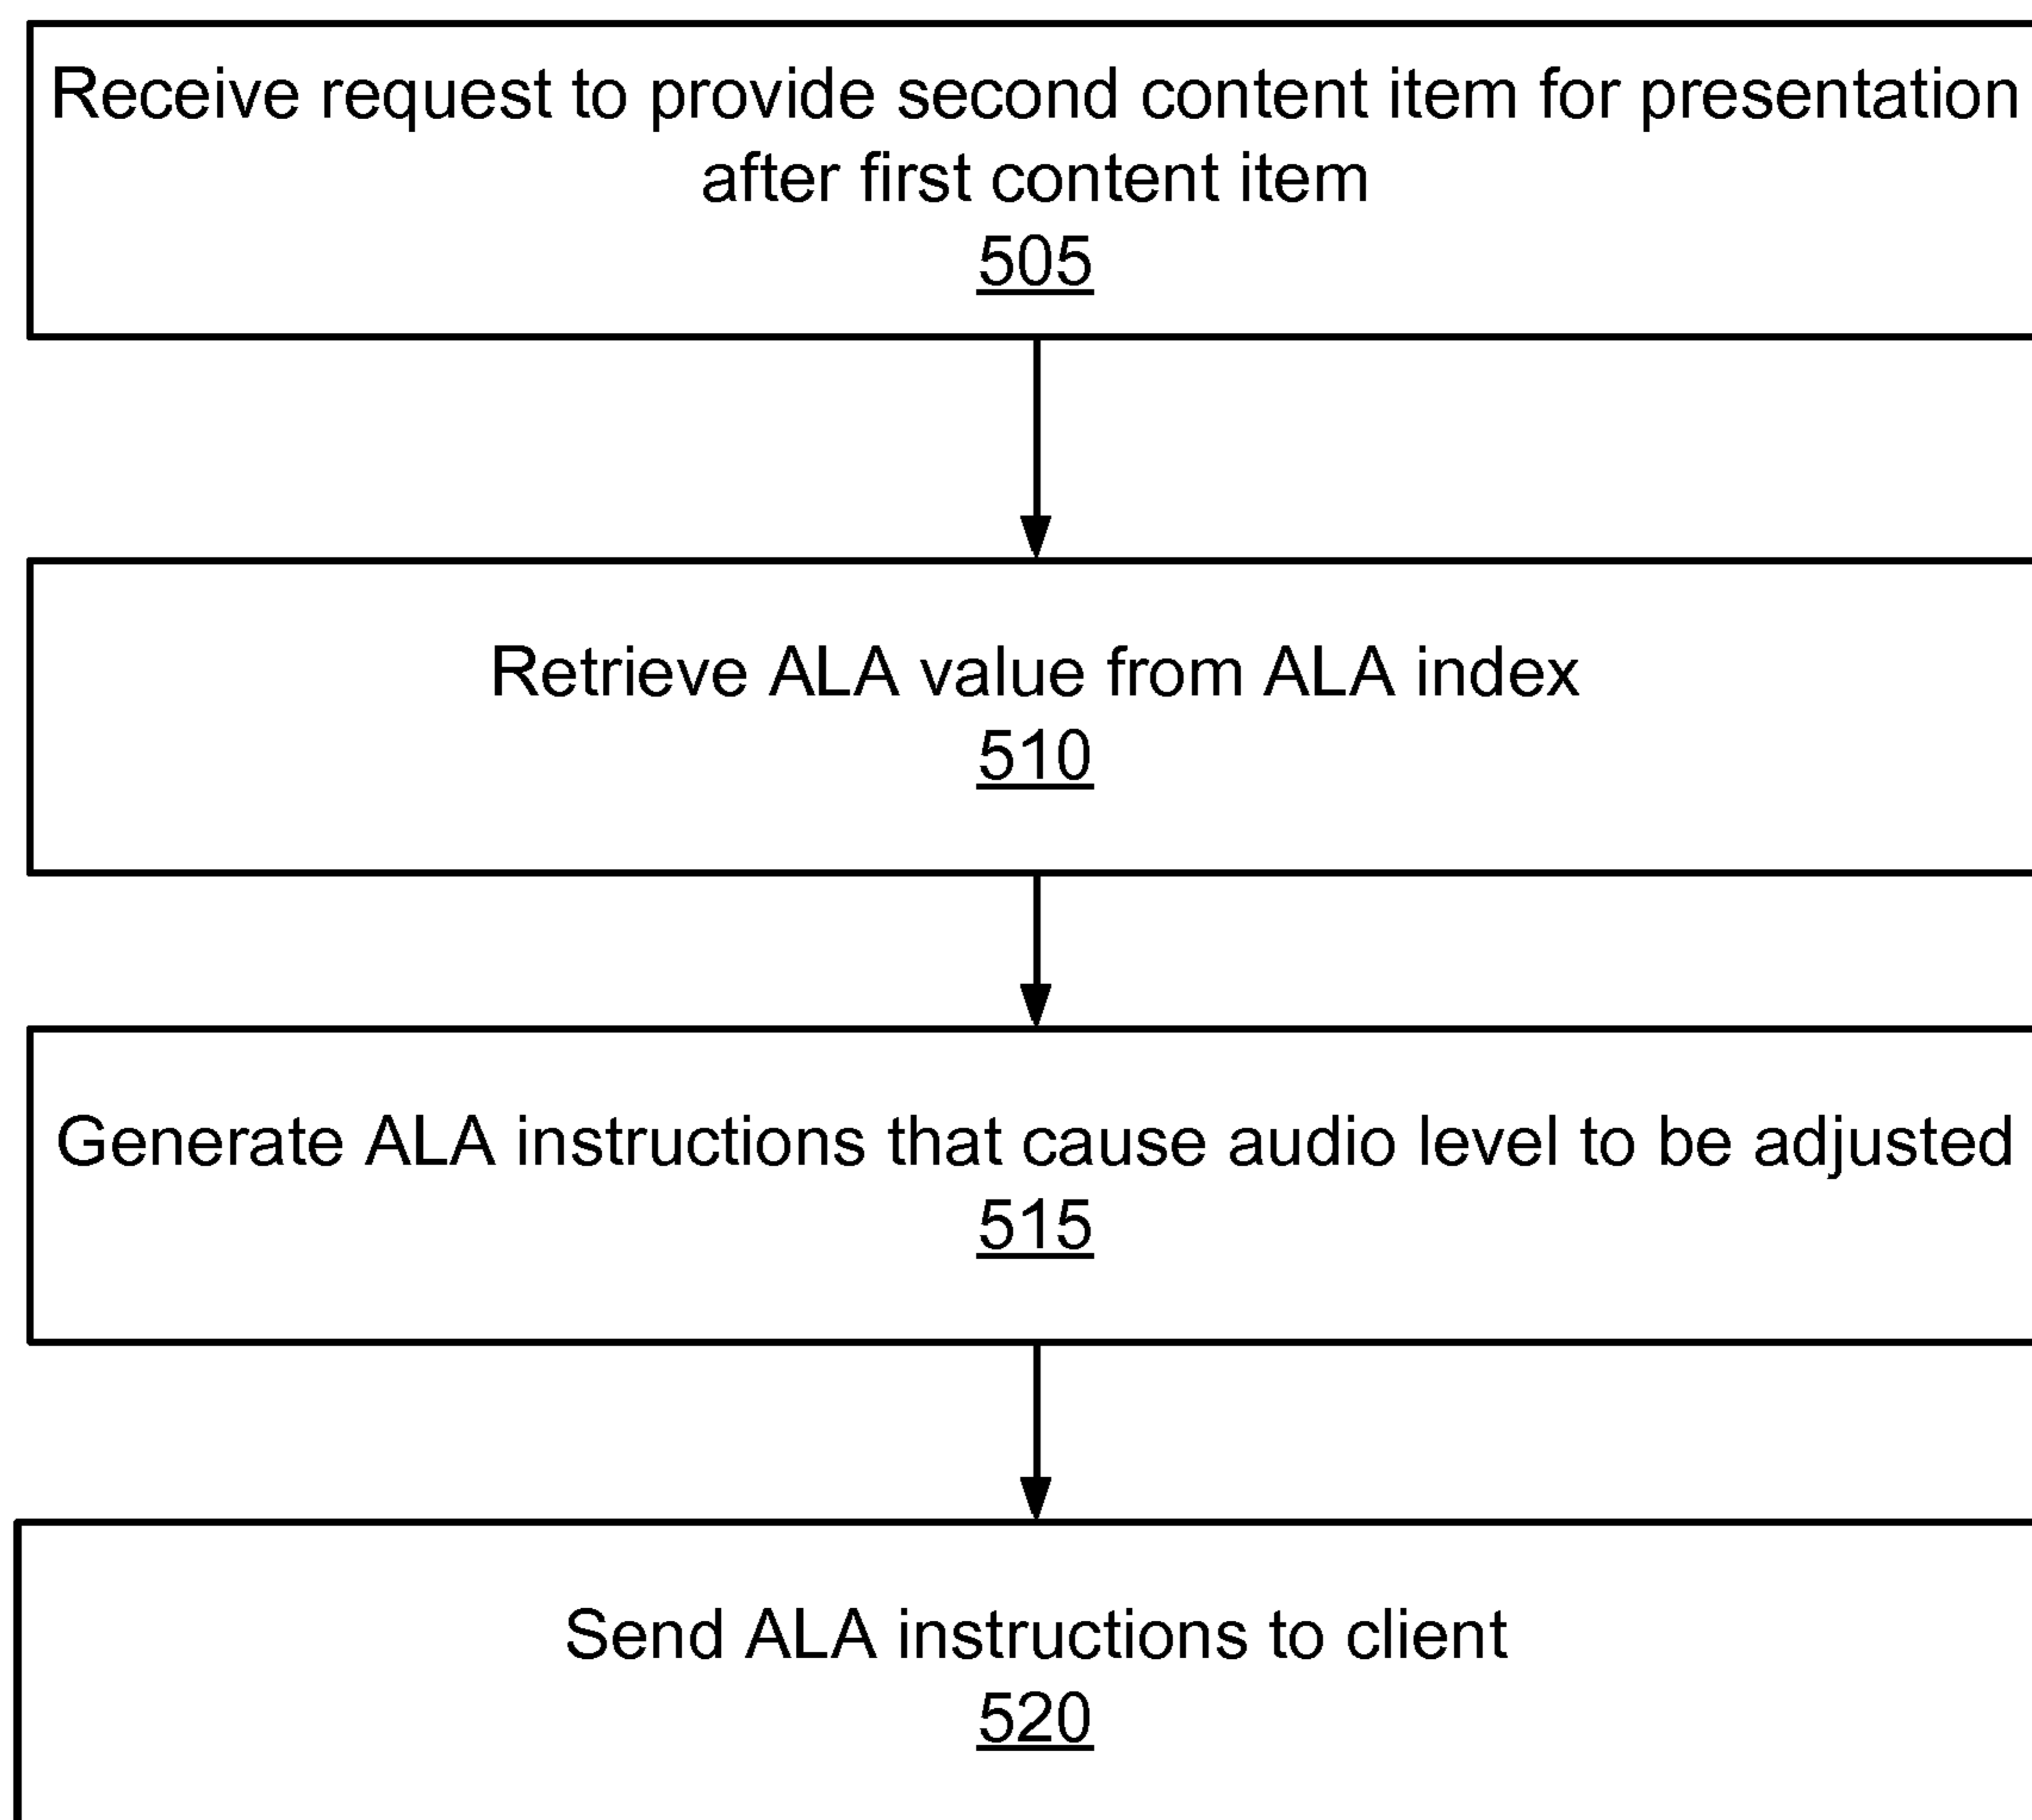 Receive request to provide second content item for presentation
after first content item
505
Retrieve ALA value from ALA index
510
Generate ALA instructions that cause audio level to be adjusted
515
Send ALA instructions to client
520